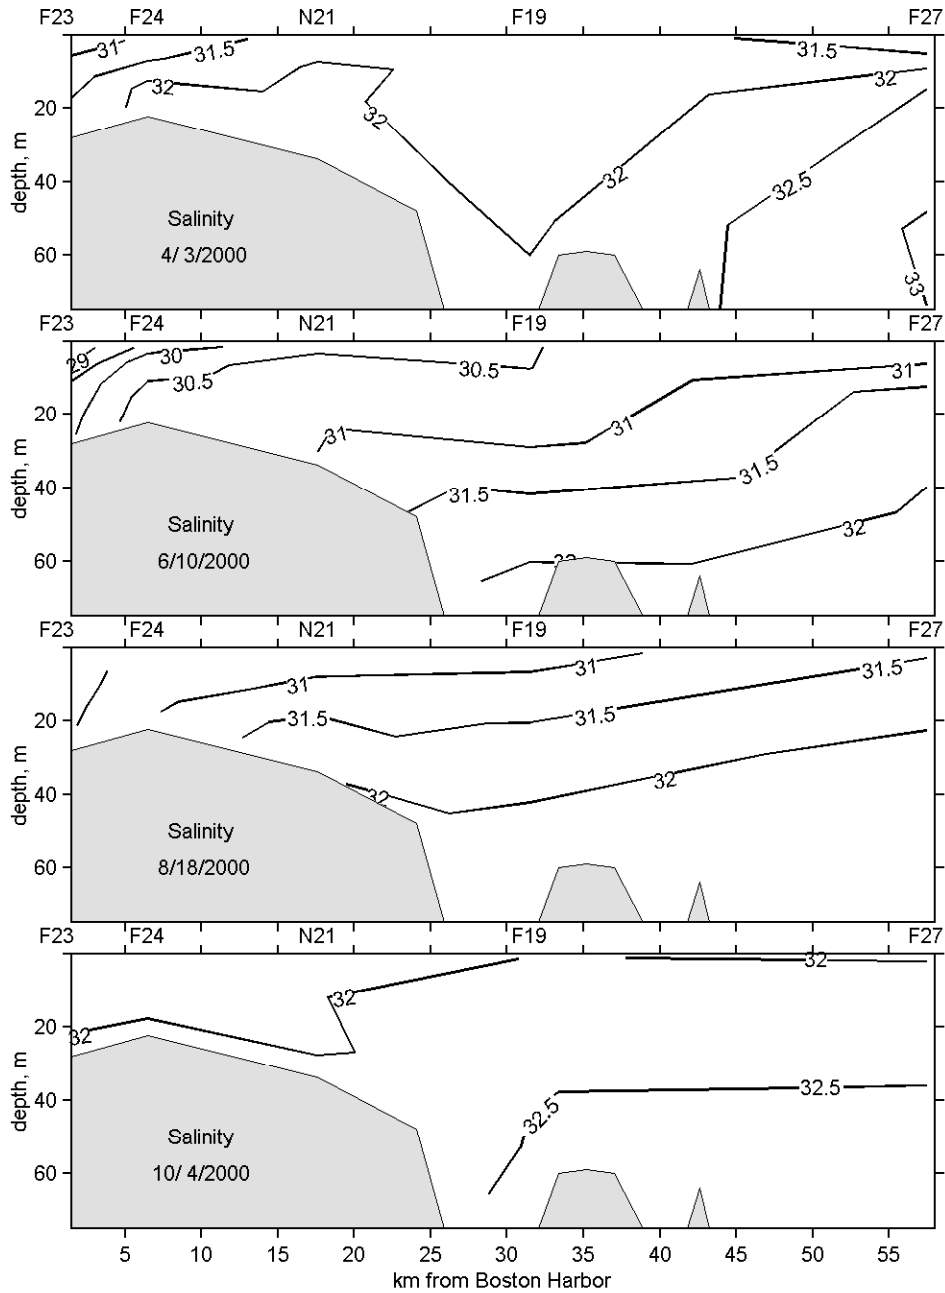 F23 F24 N21 F19 F27
31 31.5 31.5
32 32
20
32
depth, m
40 32 32.5
Salinity
60 4/ 3/2000
33
F23 F24 N21 F19 F27
29 30
30.5 30.5 31
20
31 31
depth, m
40 31.5 31.5
Salinity 32
60 6/10/2000 32
F23 F24 N21 F19 F27
31 31 31.5
20 31.5 31.5
depth, m
40 32 32
Salinity
60 8/18/2000
F23 F24 N21 F19 F27
32
32
20 32
depth, m
40 32.5 32.5
Salinity
60 10/ 4/2000
5 10 15 20 25 30 35 40 45 50 55
km from Boston Harbor